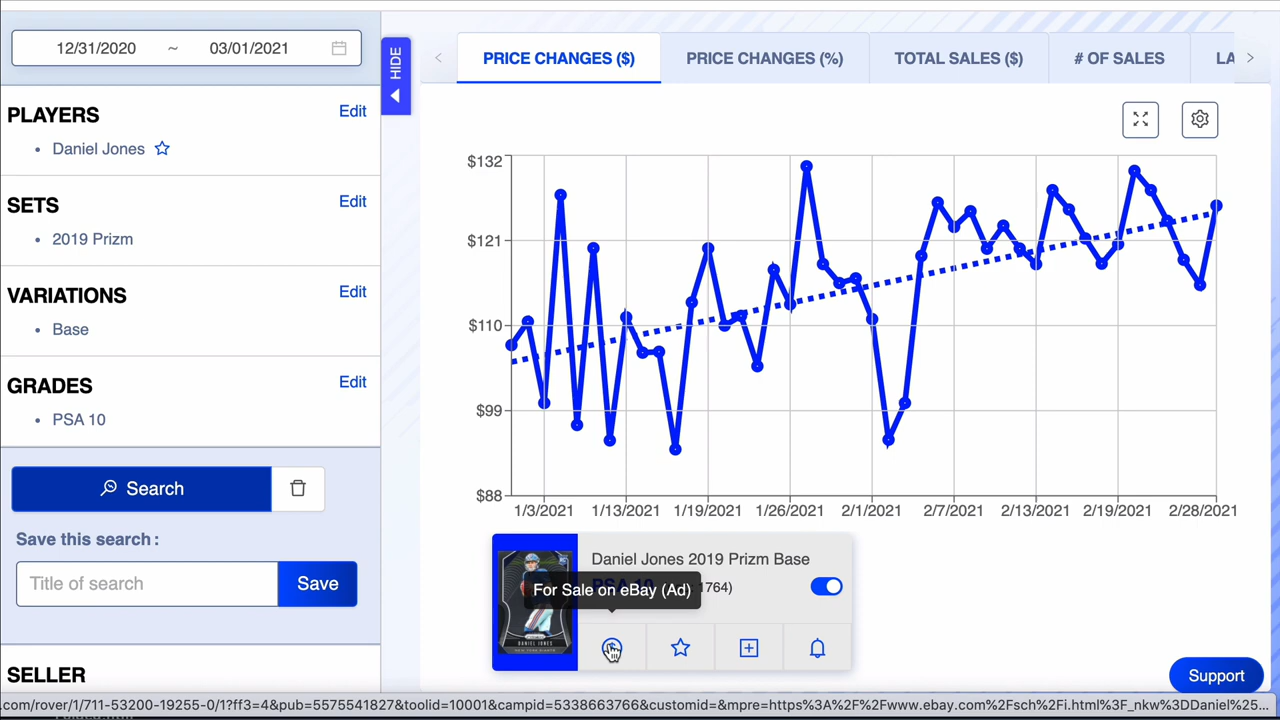 12/31/2020 ~ 03/01/2021
HIDE
PLAYERS Edit
Daniel Jones
SETS Edit
2019 Prizm
VARIATIONS Edit
Base
GRADES Edit
PSA 10
Search
Save this search :
Title of search Save
SELLER
PRICE CHANGES ($) PRICE CHANGES (%) TOTAL SALES ($) # OF SALES LA
$132
$121
$110
$99
$88
1/3/2021 1/13/2021 1/19/2021 1/26/2021 2/1/2021 2/7/2021 2/13/2021 2/19/2021 2/28/2021
Daniel Jones 2019 Prizm Base
1764)
For Sale on eBay (Ad)
DANIEL JONES
Support
.com/rover/1/711-53200-19255-0/1?ff3=4&pub=5575541827&toolid=10001&campid=5338663766&customid=&mpre=https%3A%2F%2Fwww.ebay.com%2Fsch%2Fi.html%3F_nkw%3DDaniel%25...